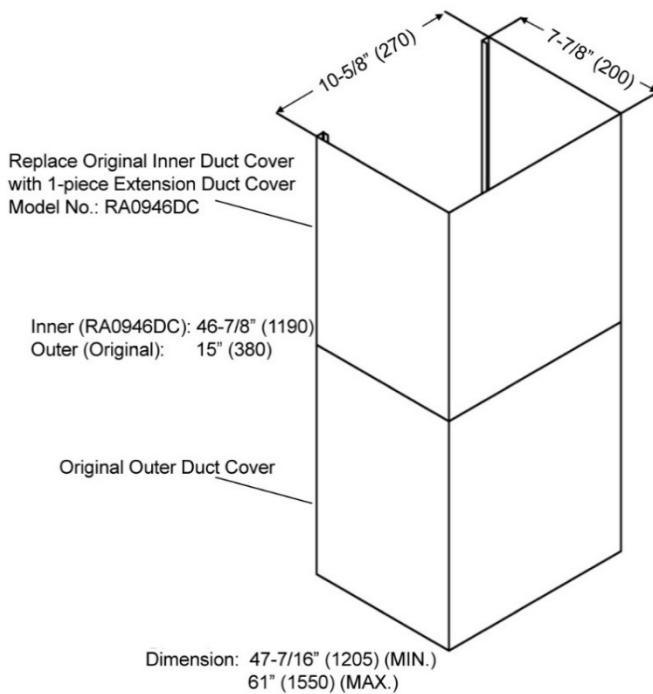 10-5/8” (270)
7-7/8” (200)
Replace Original Inner Duct Cover
with 1-piece Extension Duct Cover
Model No.: RA0946DC
Inner (RA0946DC): 46-7/8” (1190)
Outer (Original): 15” (380)
Original Outer Duct Cover
Dimension: 47-7/16” (1205) (MIN.)
61” (1550) (MAX.)